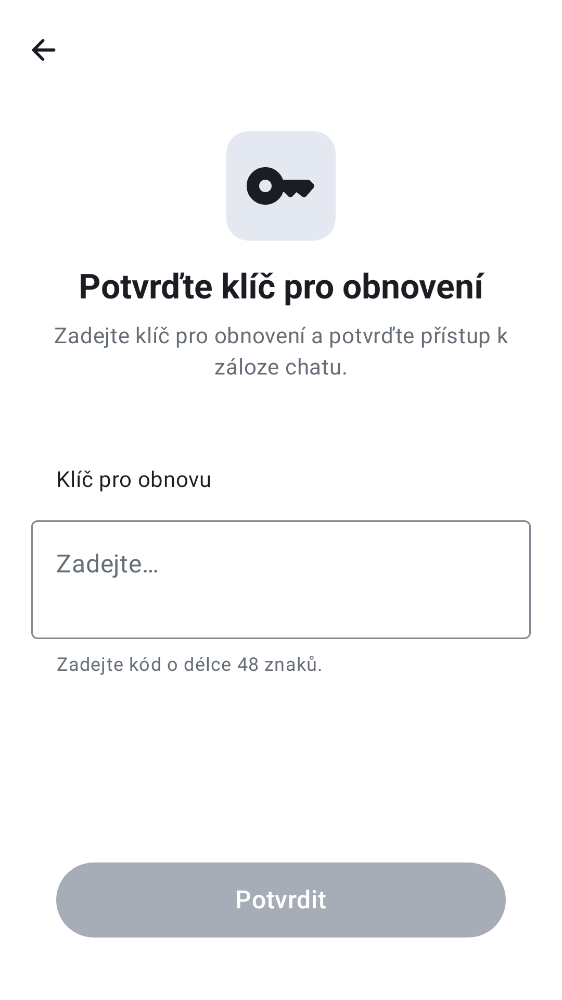 Potvrďte klíč pro obnovení
Zadejte klíč pro obnovení a potvrďte přístup k
záloze chatu.
Klíč pro obnovu
Zadejte…
Zadejte kód o délce 48 znaků.
Potvrdit